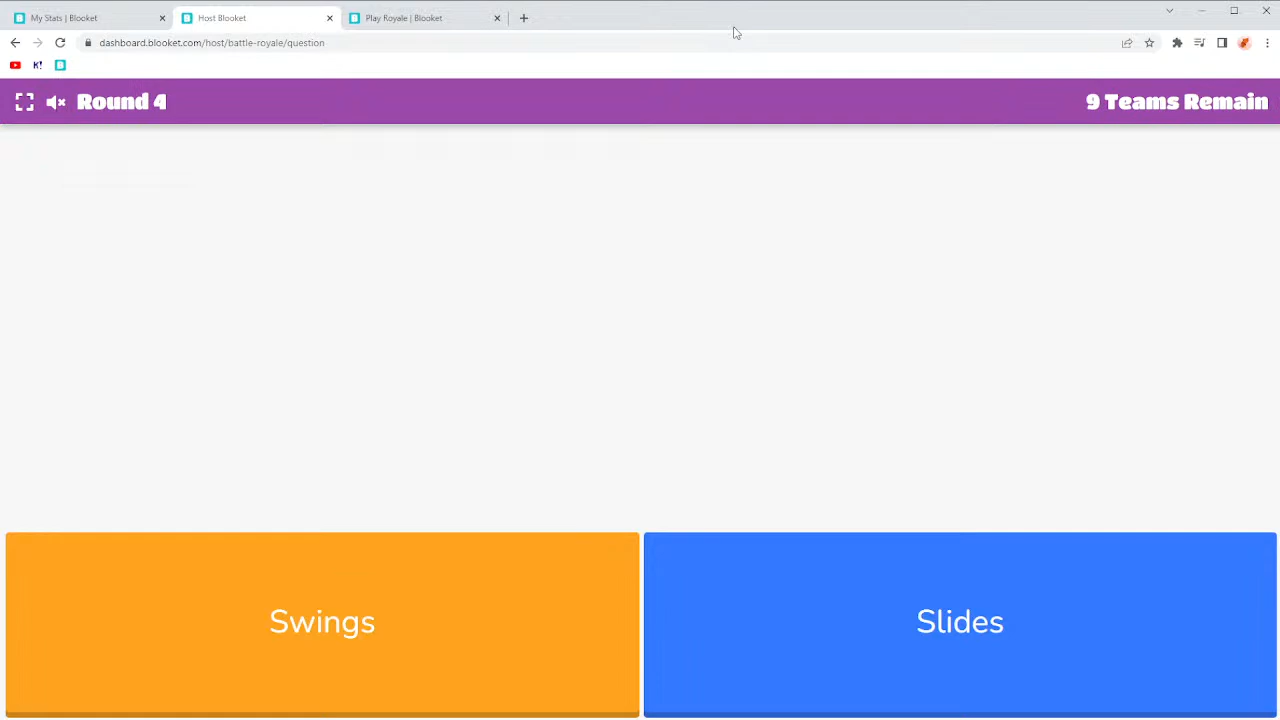 My Stats | Blooket
Host Blooket
Play Royale | Blooket
dashboard.blooket.com/host/battle-royale/question
K!
Round 4
9 Teams Remain
Swings
Slides